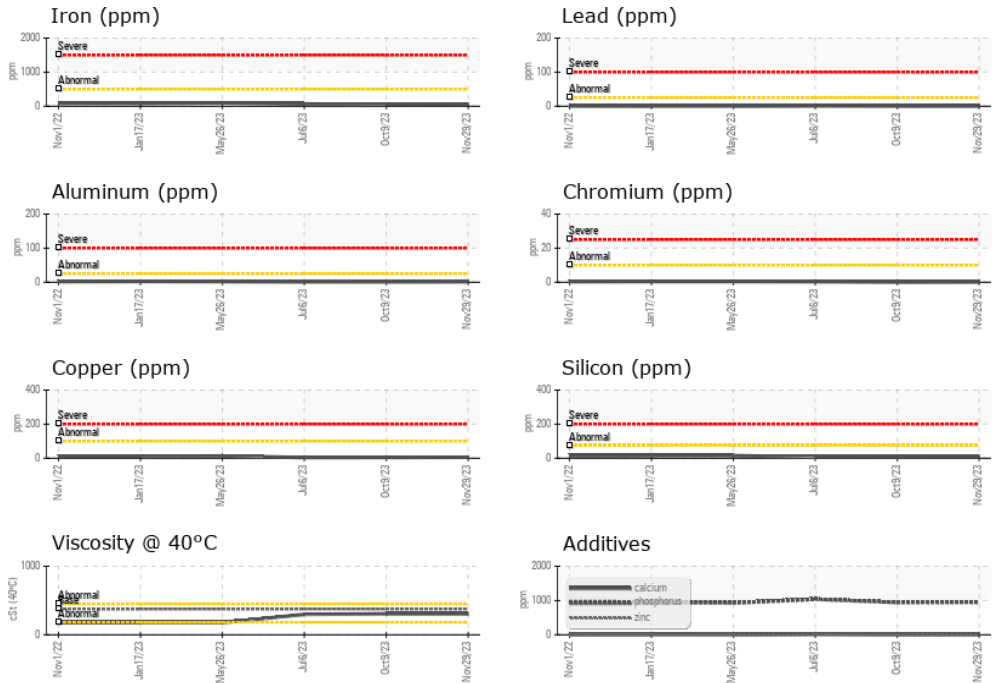 Iron (ppm)
2000
Severe
1000
Abnormal
0
ppm
Nov1/22
Jan17/23
May26/23
Jul6/23
Oct9/23
Nov29/23
Lead (ppm)
200
Severe
100
Abnormal
0
ppm
Nov1/22
Jan17/23
May26/23
Jul6/23
Oct9/23
Nov29/23
Aluminum (ppm)
200
Severe
100
Abnormal
0
ppm
Nov1/22
Jan17/23
May26/23
Jul6/23
Oct9/23
Nov29/23
Chromium (ppm)
40
Severe
20
Abnormal
0
ppm
Nov1/22
Jan17/23
May26/23
Jul6/23
Oct9/23
Nov29/23
Copper (ppm)
400
Severe
200
Abnormal
0
ppm
Nov1/22
Jan17/23
May26/23
Jul6/23
Oct9/23
Nov29/23
Silicon (ppm)
400
Severe
200
Abnormal
0
ppm
Nov1/22
Jan17/23
May26/23
Jul6/23
Oct9/23
Nov29/23
Viscosity @ 40°C
1000
Abnormal
Base
Abnormal
0
cSt (40°C)
Nov1/22
Jan17/23
May26/23
Jul6/23
Oct9/23
Nov29/23
Additives
2000
calcium
1000
phosphorus
zinc
0
ppm
Nov1/22
Jan17/23
May26/23
Jul6/23
Oct9/23
Nov29/23